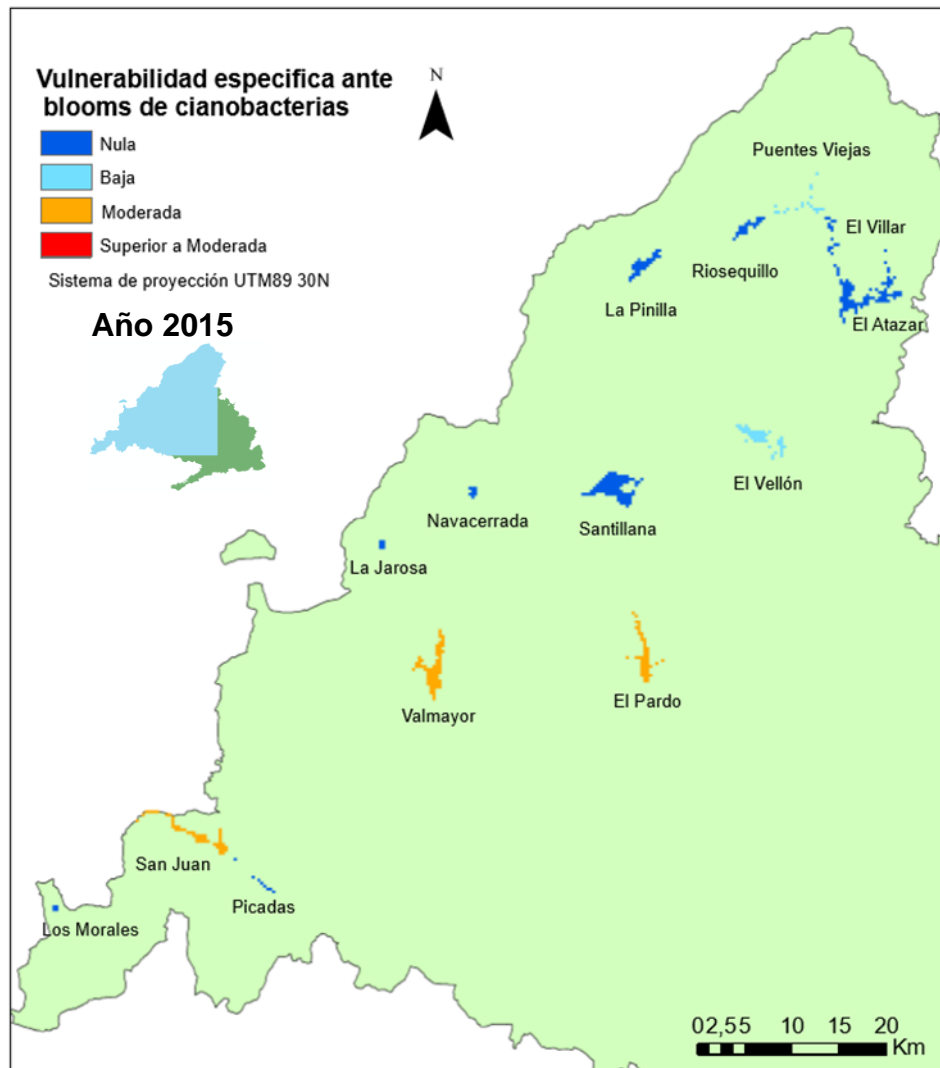 Vulnerabilidad especifica ante
blooms de cianobacterias
Nula
Baja
Moderada
Superior a Moderada
Sistema de proyección UTM89 30N
Año 2015
N
Puentes Viejas
El Villar
Riosequillo
La Pinilla
El Atazar
El Vellón
Navacerrada
Santillana
La Jarosa
Valmayor
El Pardo
San Juan
Picadas
Los Morales
02,55 10 15 20
Km